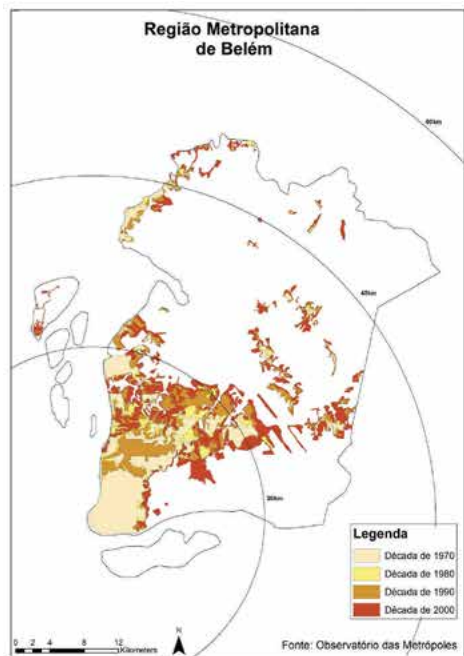 Região Metropolitana
de Belém
60km
40km
20km
Legenda
Década de 1970
Década de 1980
Década de 1990
Década de 2000
N
0 2 4 8 12
Kilometers
Fonte: Observatório das Metrópoles